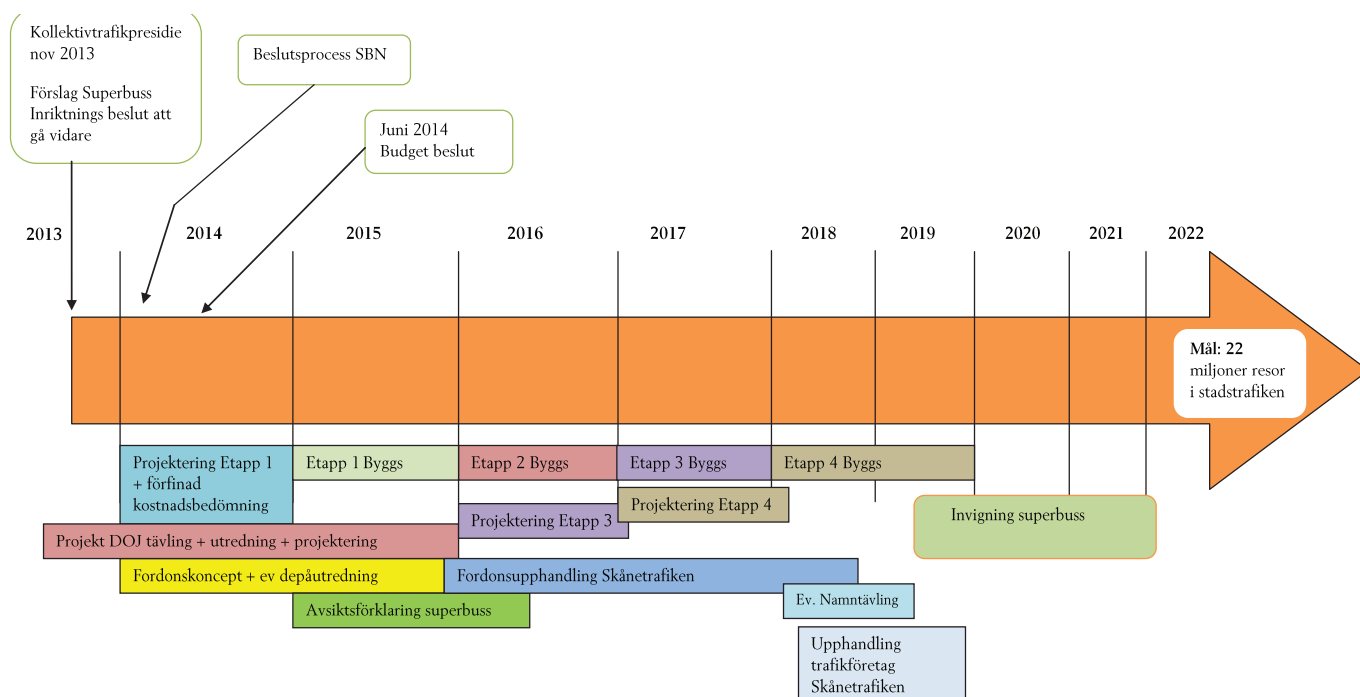 Kollektivtrafikpresidie
nov 2013
Förslag Superbuss
Inriktnings beslut att
gå vidare
Beslutsprocess SBN
Juni 2014
Budget beslut
2013
2014
2015
2016
2017
2018
2019
2020
2021
2022
Mål: 22
miljoner resor
i stadstrafiken
Projektering Etapp 1
+ förfinad
kostnadsbedömning
Etapp 1 Byggs
Etapp 2 Byggs
Etapp 3 Byggs
Etapp 4 Byggs
Projektering Etapp 3
Projektering Etapp 4
Invigning superbuss
Projekt DOJ tävling + utredning + projektering
Fordonskoncept + ev depåutredning
Fordonsupphandling Skånetrafiken
Avsiktsförklaring superbuss
Ev. Namntävling
Upphandling
trafikföretag
Skånetrafiken